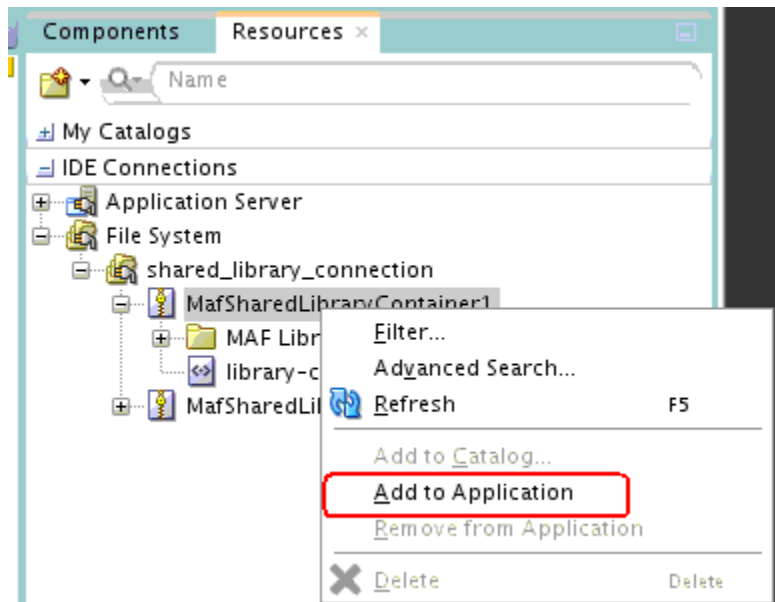 Components Resources ×
Name
My Catalogs
IDE Connections
Application Server
File System
shared_library_connection
MafSharedLibraryContainer1
MAF Libr
library-c
MafSharedLil
Filter...
Advanced Search...
Refresh F5
Add to Catalog...
Add to Application
Remove from Application
Delete Delete